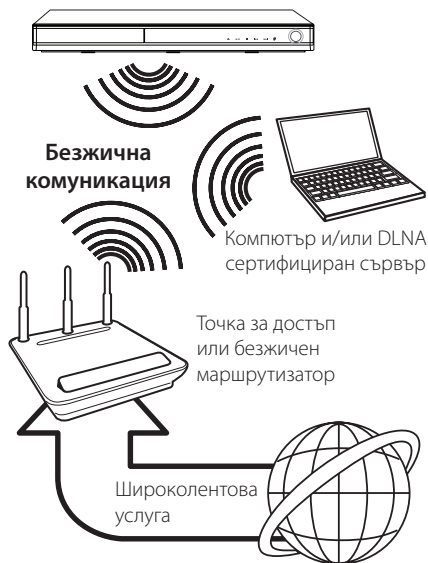 Безжична
комуникация
Компютър и/или DLNA
сертифициран сървър
Точка за достъп
или безжичен
маршрутизатор
Широколентова
услуга